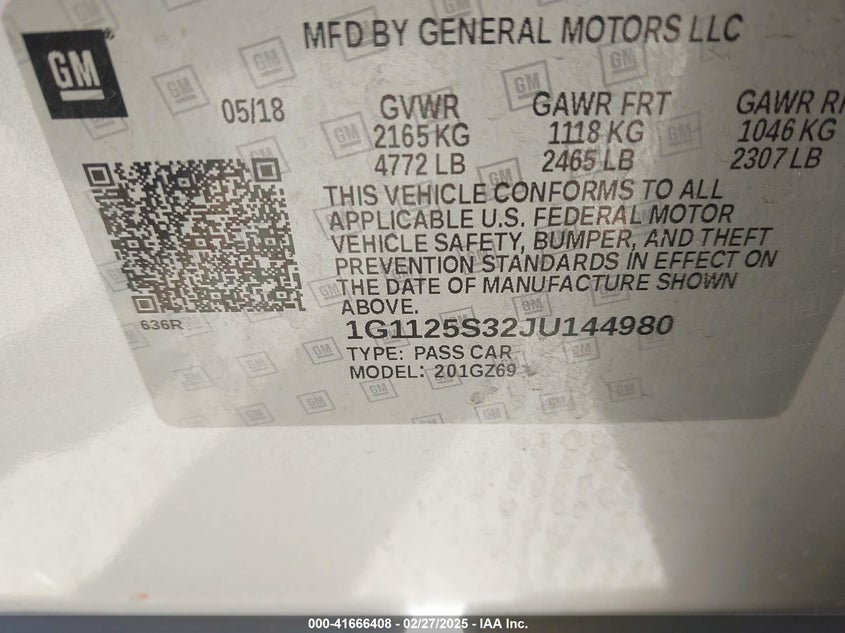 GM
MFD BY GENERAL MOTORS LLC
05/18
GVWR
2165 KG
4772 LB
GAWR FRT
1118 KG
2465 LB
GAWR R
1046 KG
2307 LB
THIS VEHICLE CONFORMS TO ALL
APPLICABLE U.S. FEDERAL MOTOR
VEHICLE SAFETY, BUMPER, AND THEFT
PREVENTION STANDARDS IN EFFECT ON
THE DATE OF MANUFACTURE SHOWN
ABOVE.
636R
1G1125S32JU144980
TYPE: PASS CAR
MODEL: 201GZ69
000-41666408 – 02/27/2025 - IAA Inc.